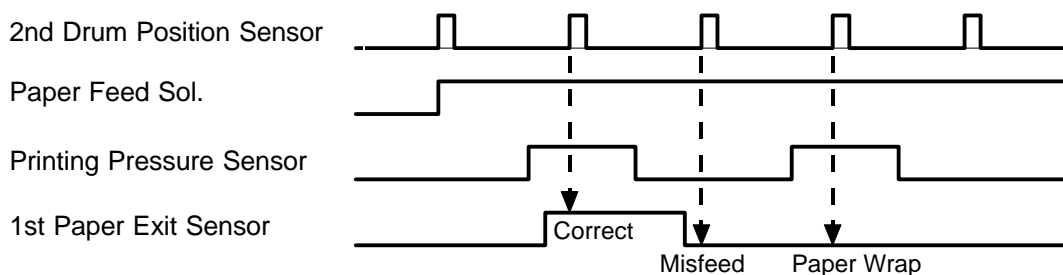 2nd Drum Position Sensor
Paper Feed Sol.
Printing Pressure Sensor
1st Paper Exit Sensor
Correct
Misfeed
Paper Wrap